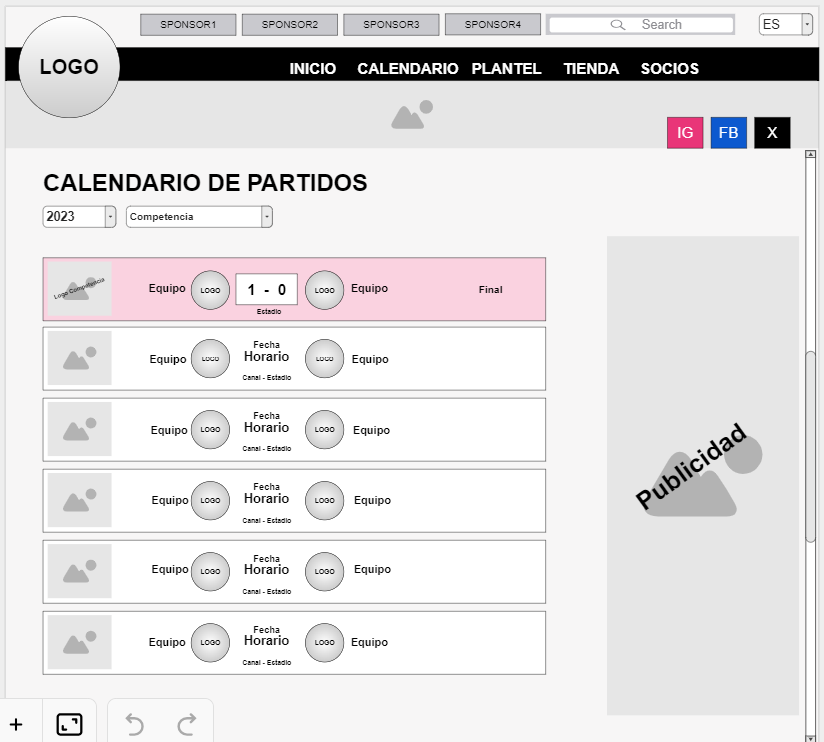 SPONSOR1 SPONSOR2 SPONSOR3 SPONSOR4 Search ES
LOGO
INICIO CALENDARIO PLANTEL TIENDA SOCIOS
IG FB X
CALENDARIO DE PARTIDOS
2023 Competencia
Logo Competencia
Equipo LOGO 1 - 0 LOGO Equipo Final
Estadio
Fecha
Equipo LOGO Horario LOGO Equipo
Canal - Estadio
Fecha
Equipo LOGO Horario LOGO Equipo
Canal - Estadio
Publicidad
Fecha
Equipo LOGO Horario LOGO Equipo
Canal - Estadio
Fecha
Equipo LOGO Horario LOGO Equipo
Canal - Estadio
Fecha
Equipo LOGO Horario LOGO Equipo
Canal - Estadio